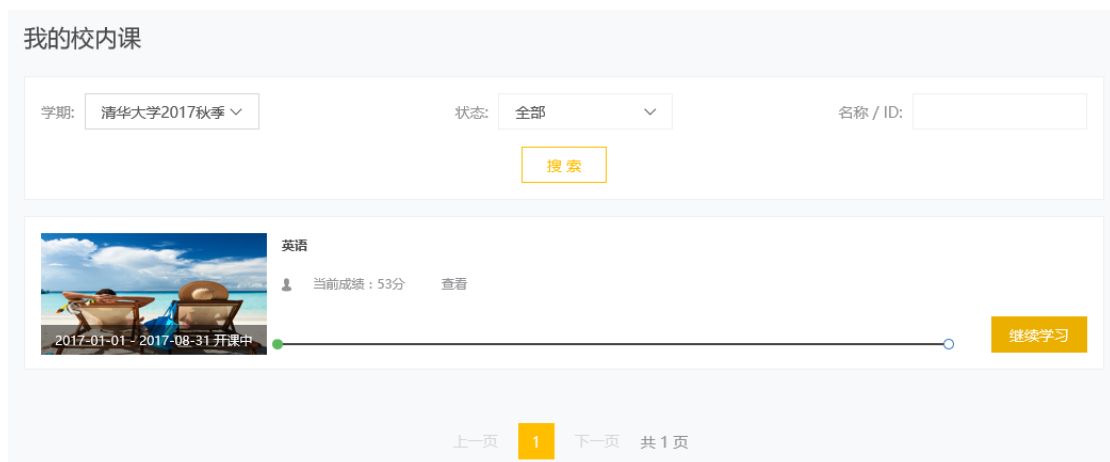 我的校内课
学期: 清华大学2017秋季 状态: 全部 名称 / ID:
搜 索
英语
当前成绩：53分 查看
2017-01-01 - 2017-08-31 开课中
继续学习
上一页 1 下一页 共 1 页